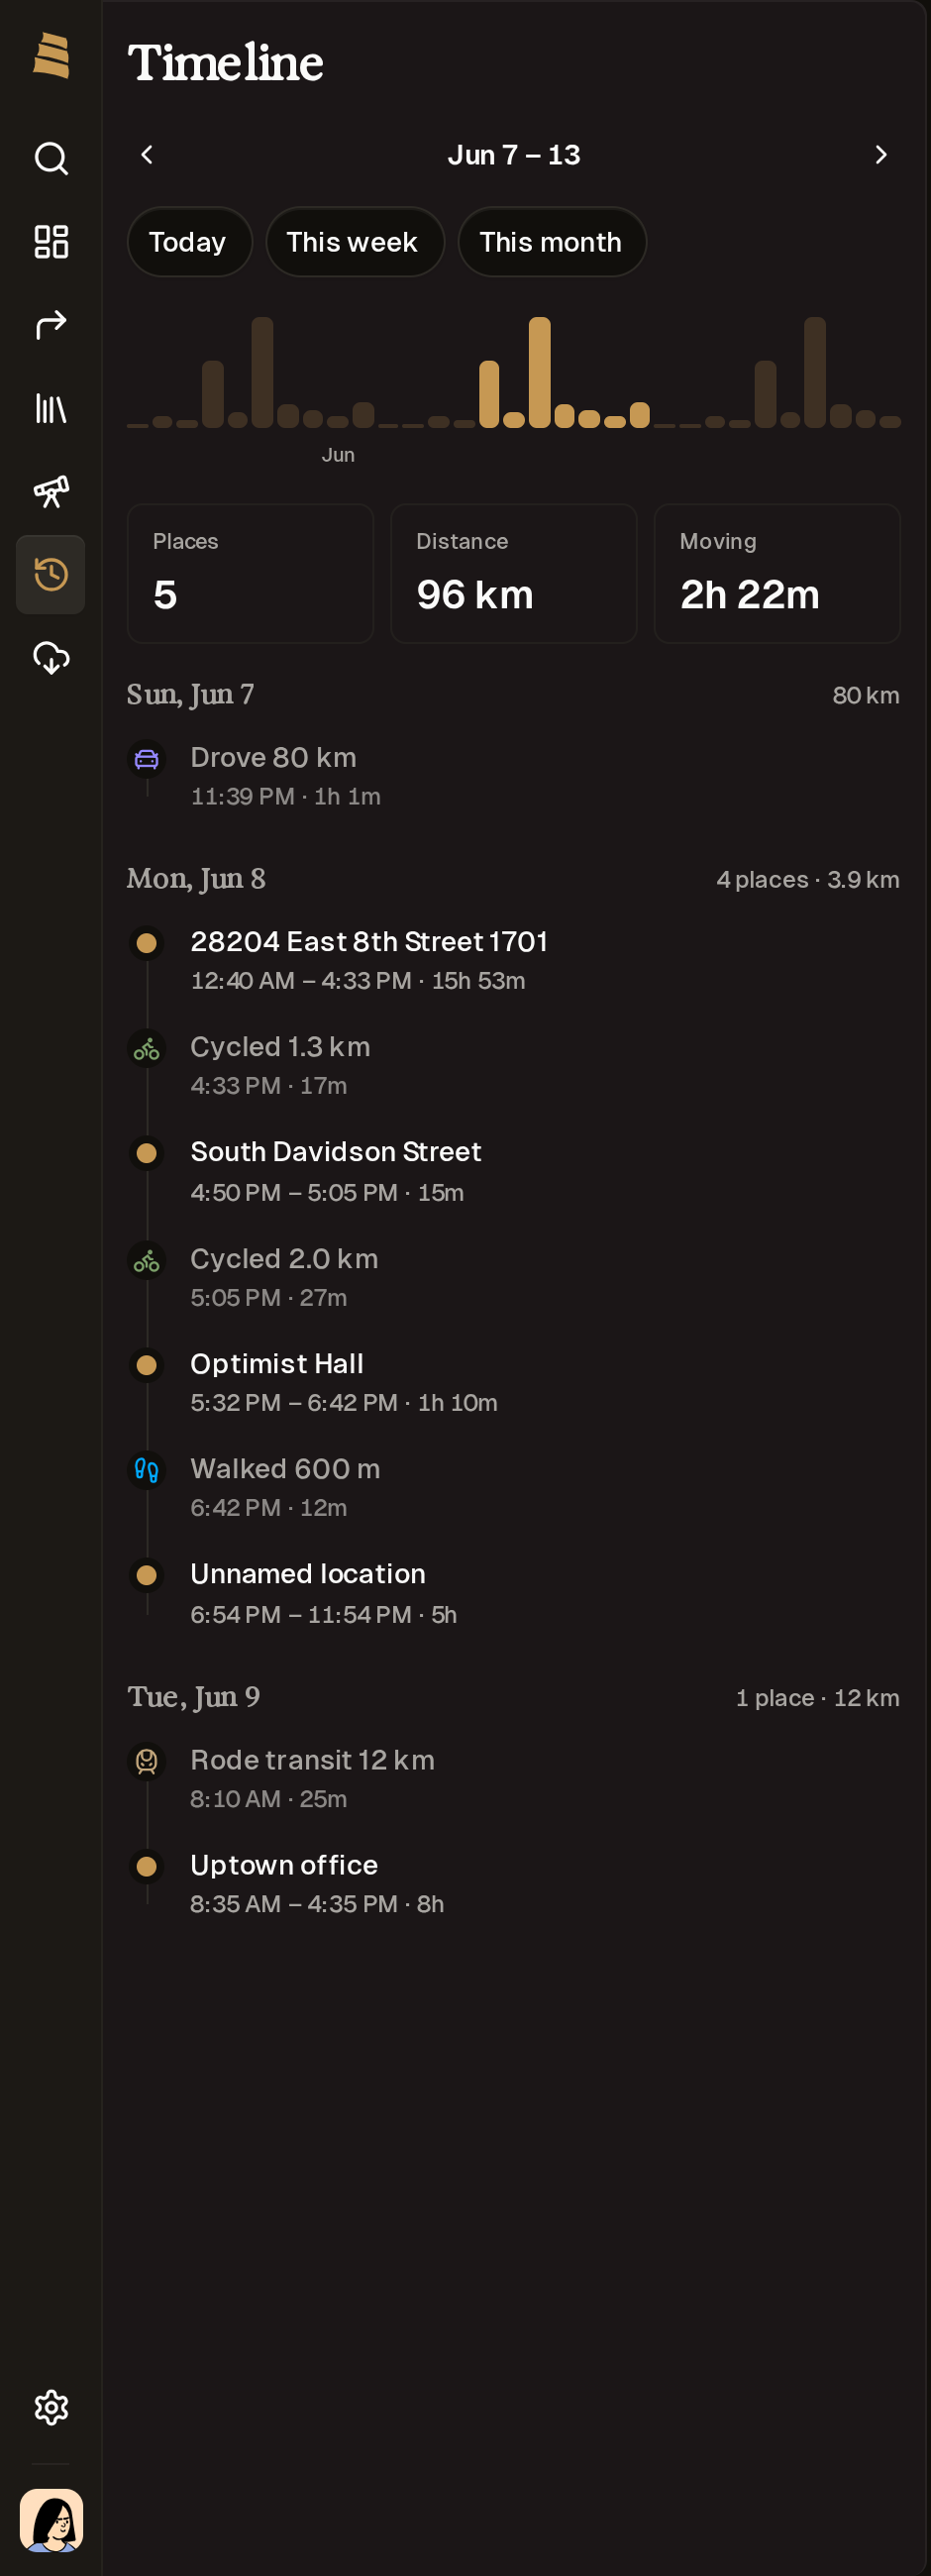 Timeline
Jun 7 – 13
Today
This week
This month
Jun
Places
5
Distance
96 km
Moving
2h 22m
Sun, Jun 7
80 km
Drove 80 km
11:39 PM · 1h 1m
Mon, Jun 8
4 places · 3.9 km
28204 East 8th Street 1701
12:40 AM – 4:33 PM · 15h 53m
Cycled 1.3 km
4:33 PM · 17m
South Davidson Street
4:50 PM – 5:05 PM · 15m
Cycled 2.0 km
5:05 PM · 27m
Optimist Hall
5:32 PM – 6:42 PM · 1h 10m
Walked 600 m
6:42 PM · 12m
Unnamed location
6:54 PM – 11:54 PM · 5h
Tue, Jun 9
1 place · 12 km
Rode transit 12 km
8:10 AM · 25m
Uptown office
8:35 AM – 4:35 PM · 8h